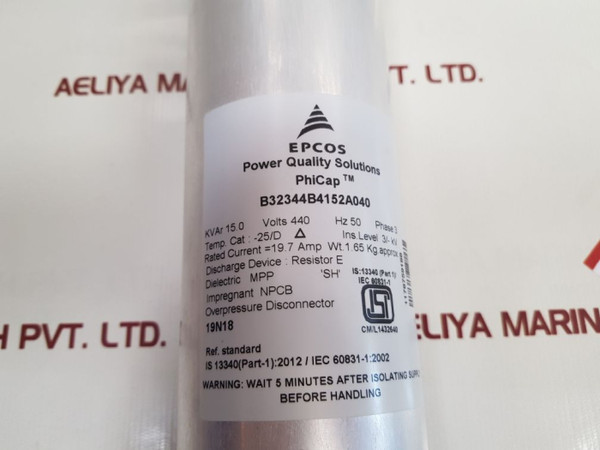 AELIYA MARIN
VT. LTD.
EPCOS
Power Quality Solutions
PhiCap ™
B32344B4152A040
KVAr 15.0 Volts 440 Hz 50 Phase 3
Temp. Cat : -25/D Δ Ins Level 3/- kV
Rated Current =19.7 Amp Wt.1.65 Kg.approx
Discharge Device : Resistor E
Dielectric MPP 'SH'
Impregnant NPCB
Overpressure Disconnector
19N18
IS:13340 (Part 1)
IEC 60831-1
CM/L1432640
Ref. standard
IS 13340(Part-1):2012 / IEC 60831-1:2002
WARNING: WAIT 5 MINUTES AFTER ISOLATING SUPPLY
BEFORE HANDLING
H PVT. LTD.
AELIYA MARIN